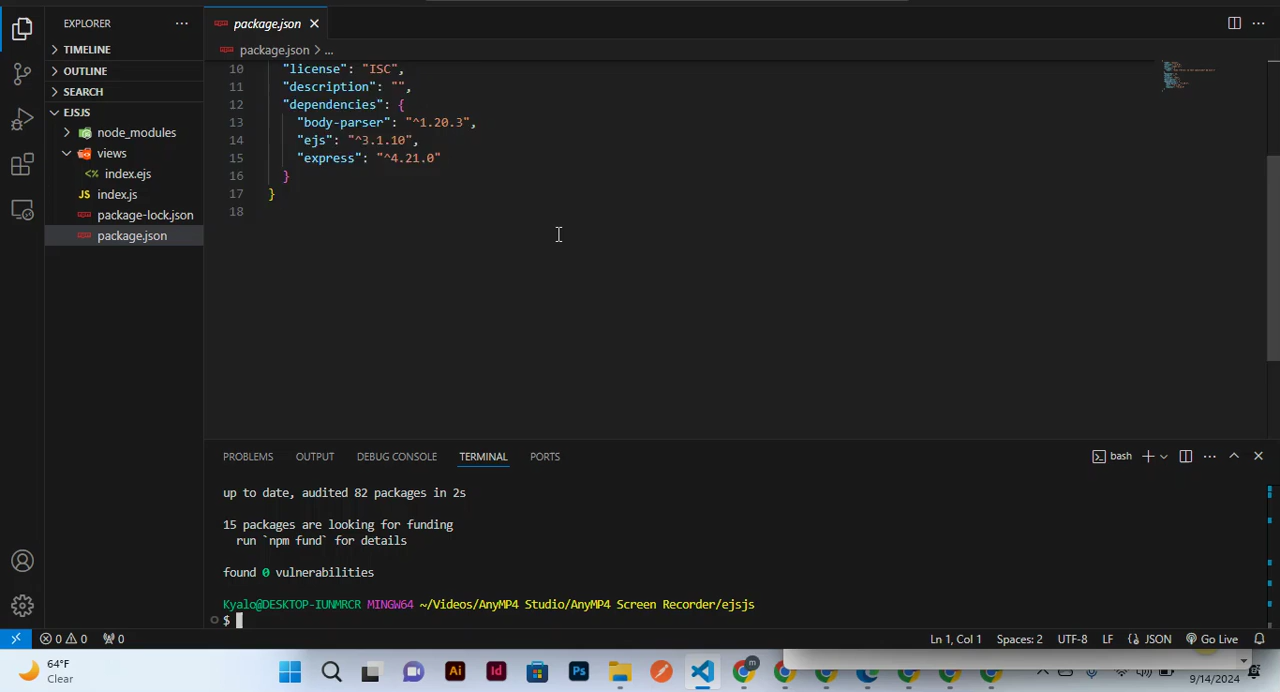 EXPLORER
TIMELINE
OUTLINE
SEARCH
EJSJS
node_modules
views
<% index.ejs
JS index.js
package-lock.json
package.json
package.json
package.json > ...
10 "license": "ISC",
11 "description": "",
12 "dependencies": {
13 "body-parser": "^1.20.3",
14 "ejs": "^3.1.10",
15 "express": "^4.21.0"
16 }
17 }
18
PROBLEMS OUTPUT DEBUG CONSOLE TERMINAL PORTS
bash
up to date, audited 82 packages in 2s
15 packages are looking for funding
run `npm fund` for details
found 0 vulnerabilities
Kyalo@DESKTOP-IUNMRCR MINGW64 ~/Videos/AnyMP4 Studio/AnyMP4 Screen Recorder/ejsjs
$
0 0 0
Ln 1, Col 1 Spaces: 2 UTF-8 LF {} JSON Go Live
64°F
Clear
Ai Id Ps m
9/14/2024